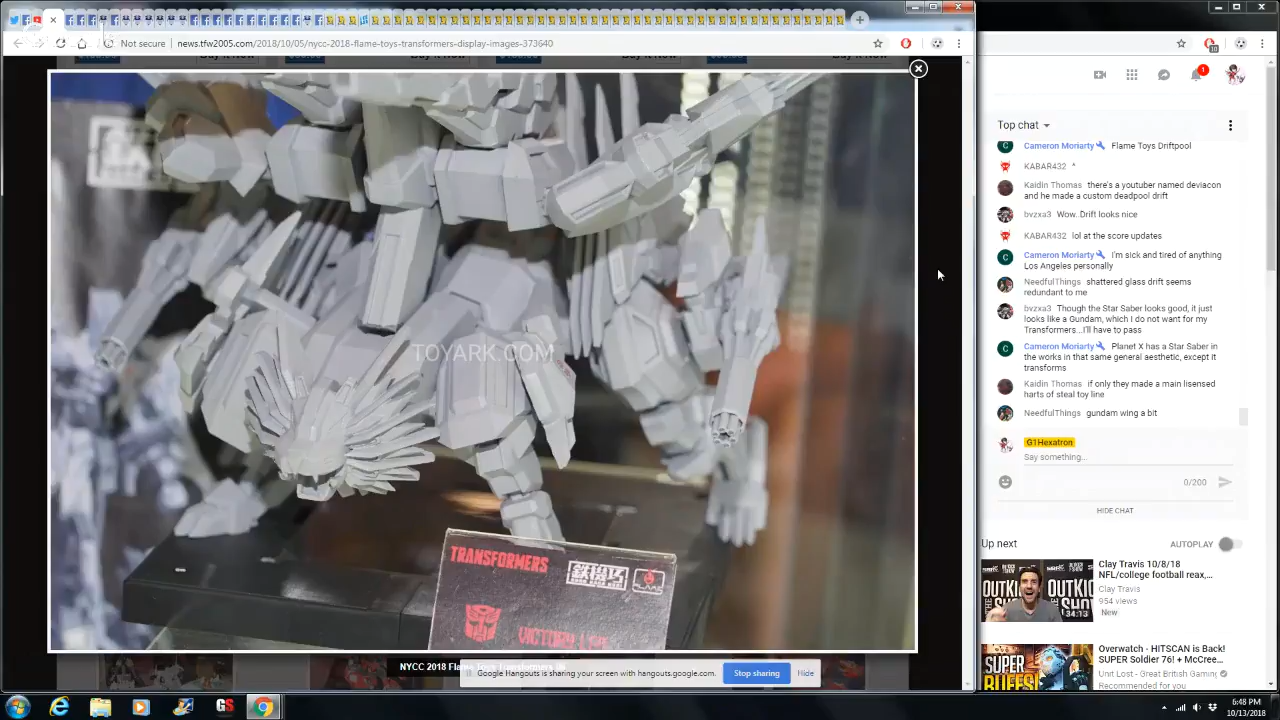 Not secure
news.tfw2005.com/2018/10/05/nycc-2018-flame-toys-transformers-display-images-373640
TOYARK.COM
TRANSFORMERS
NYCC 2018 Flame Toys Transformers
Google Hangouts is sharing your screen with hangouts.google.com.
Stop sharing
Hide
10
1
Top chat
Cameron Moriarty Flame Toys Driftpool
KABAR432 ^
Kaidin Thomas there's a youtuber named deviacon
and he made a custom deadpool drift
bvzxa3 Wow..Drift looks nice
KABAR432 lol at the score updates
Cameron Moriarty I'm sick and tired of anything
Los Angeles personally
NeedfulThings shattered glass drift seems
redundant to me
bvzxa3 Though the Star Saber looks good, it just
looks like a Gundam, which I do not want for my
Transformers...I'll have to pass
Cameron Moriarty Planet X has a Star Saber in
the works in that same general aesthetic, except it
transforms
Kaidin Thomas if only they made a main lisensed
harts of steal toy line
NeedfulThings gundam wing a bit
G1Hexatron
Say something...
0/200
HIDE CHAT
Up next
AUTOPLAY
Clay Travis 10/8/18
NFL/college football reax,...
Clay Travis
954 views
New
34:13
Overwatch - HITSCAN is Back!
SUPER Soldier 76! + McCree...
Unit Lost - Great British Gaming
Recommended for you
SUPER
BUFFS!
GS
6:48 PM
10/13/2018